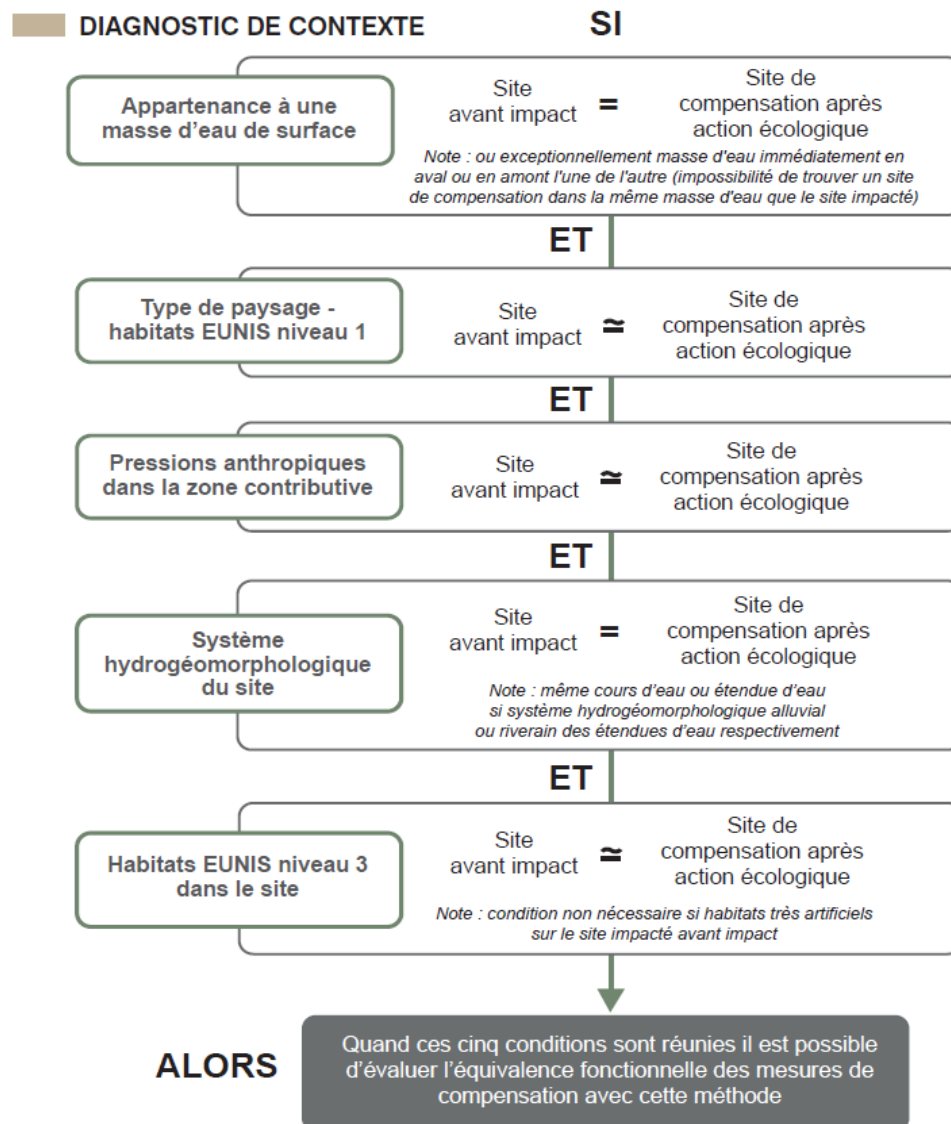 DIAGNOSTIC DE CONTEXTE
SI
Appartenance à une
masse d'eau de surface
Site
avant impact
=
Site de
compensation après
action écologique
Note : ou exceptionnellement masse d'eau immédiatement en
aval ou en amont l'une de l'autre (impossibilité de trouver un site
de compensation dans la même masse d'eau que le site impacté)
ET
Type de paysage -
habitats EUNIS niveau 1
Site
avant impact
≃
Site de
compensation après
action écologique
ET
Pressions anthropiques
dans la zone contributive
Site
avant impact
≃
Site de
compensation après
action écologique
ET
Système
hydrogéomorphologique
du site
Site
avant impact
=
Site de
compensation après
action écologique
Note : même cours d'eau ou étendue d'eau
si système hydrogéomorphologique alluvial
ou riverain des étendues d'eau respectivement
ET
Habitats EUNIS niveau 3
dans le site
Site
avant impact
≃
Site de
compensation après
action écologique
Note : condition non nécessaire si habitats très artificiels
sur le site impacté avant impact
ALORS
Quand ces cinq conditions sont réunies il est possible
d'évaluer l'équivalence fonctionnelle des mesures de
compensation avec cette méthode